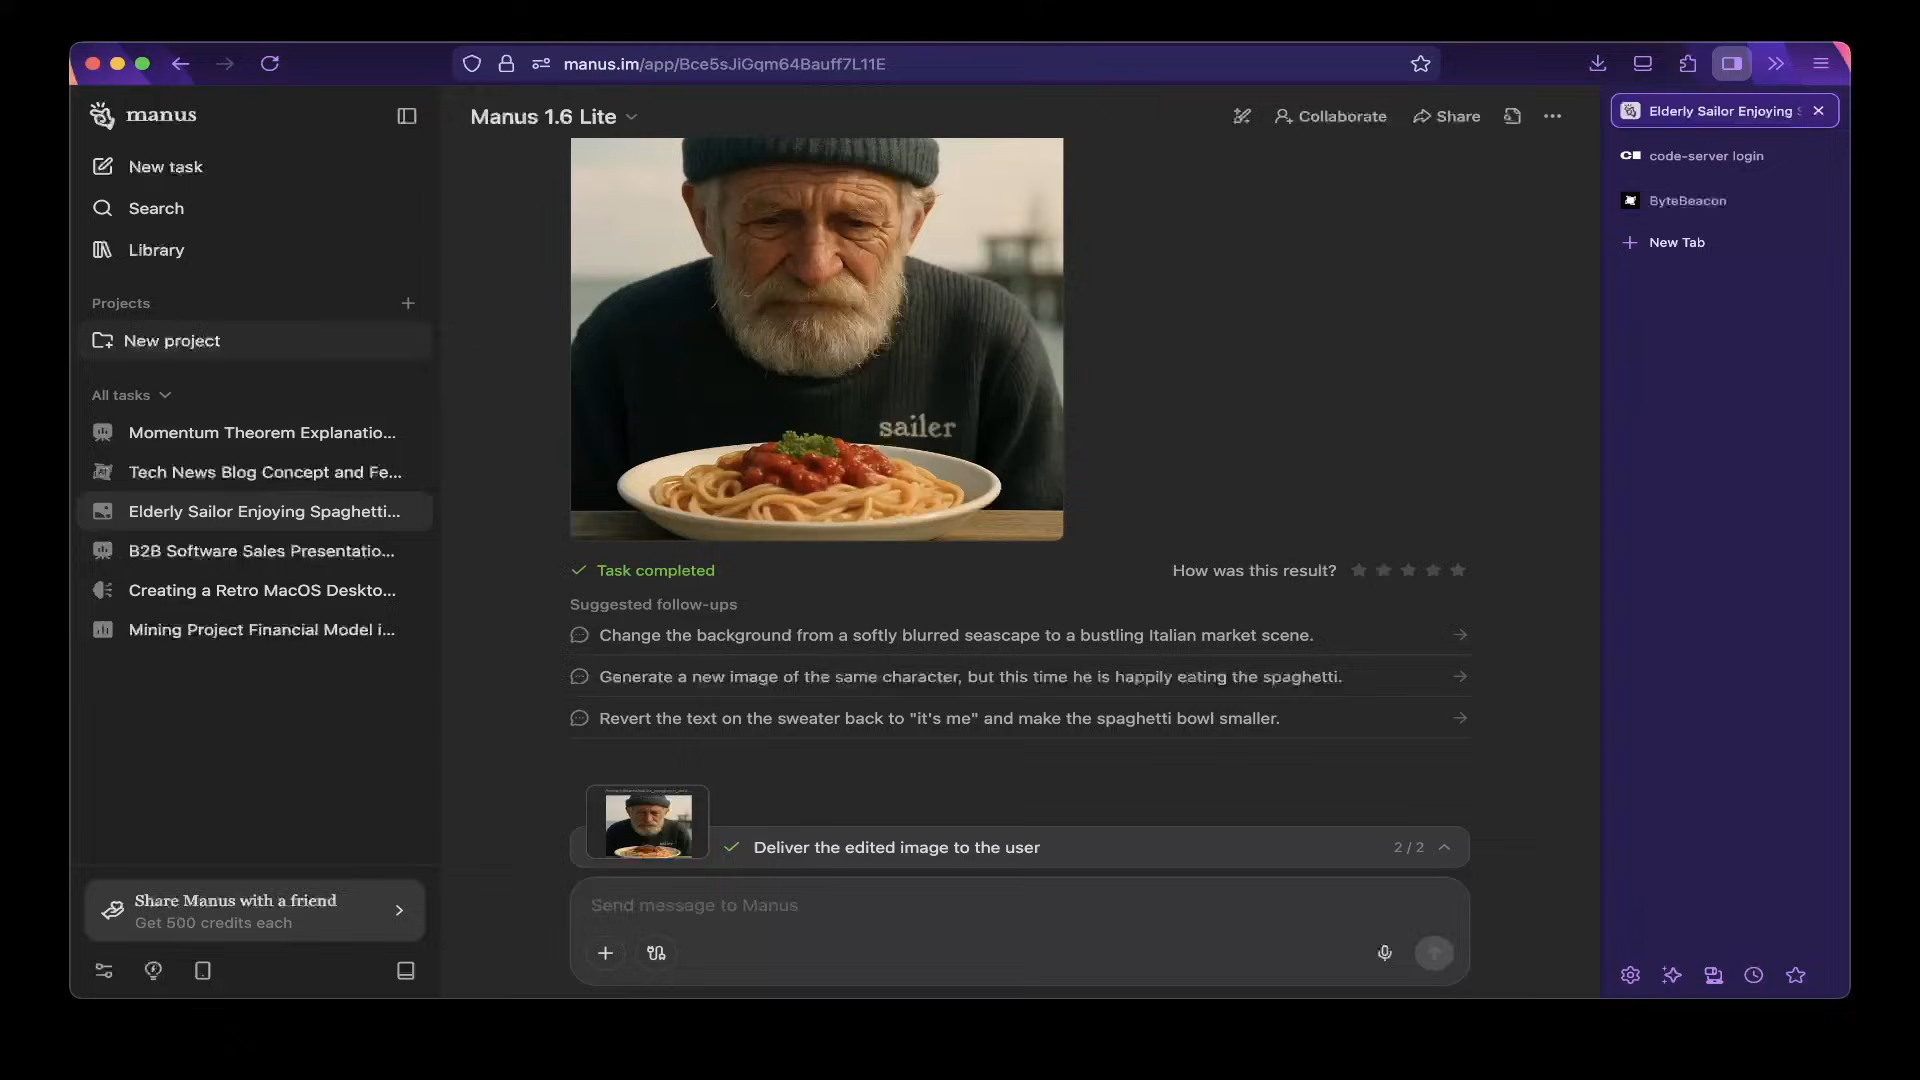 manus.im/app/Bce5sJiGqm64Bauff7L11E
manus
New task
Search
Library
Projects
New project
All tasks
Momentum Theorem Explanatio...
Tech News Blog Concept and Fe...
Elderly Sailor Enjoying Spaghetti...
B2B Software Sales Presentatio...
Creating a Retro MacOS Deskto...
Mining Project Financial Model i...
Share Manus with a friend
Get 500 credits each
Manus 1.6 Lite
Collaborate
Share
sailer
Task completed
How was this result?
Suggested follow-ups
Change the background from a softly blurred seascape to a bustling Italian market scene.
Generate a new image of the same character, but this time he is happily eating the spaghetti.
Revert the text on the sweater back to "it's me" and make the spaghetti bowl smaller.
Deliver the edited image to the user
2 / 2
Send message to Manus
Elderly Sailor Enjoying
code-server login
ByteBeacon
New Tab